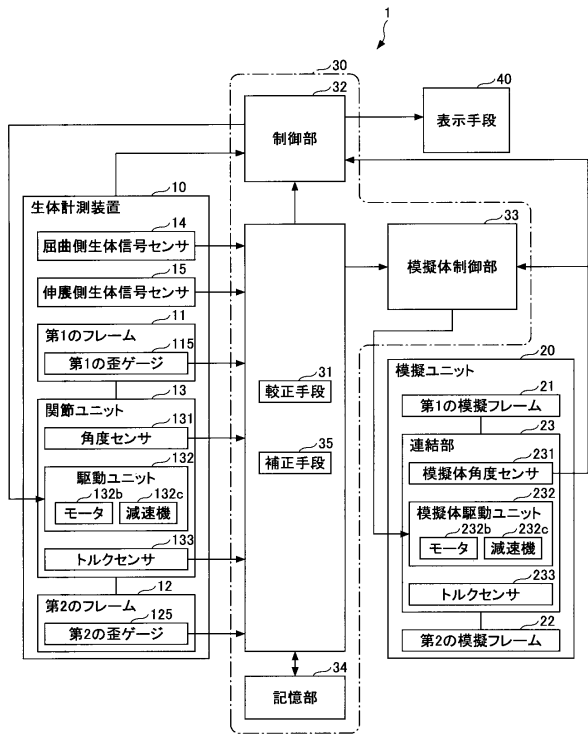 1
30
32
制御部
40
表示手段
10
生体計測装置
14
屈曲側生体信号センサ
15
伸展側生体信号センサ
11
第1のフレーム
115
第1の歪ゲージ
13
関節ユニット
131
角度センサ
132
駆動ユニット
132b
132c
モータ
減速機
133
トルクセンサ
12
第2のフレーム
125
第2の歪ゲージ
31
較正手段
35
補正手段
34
記憶部
33
模擬体制御部
20
模擬ユニット
21
第1の模擬フレーム
23
連結部
231
模擬体角度センサ
232
模擬体駆動ユニット
232b
232c
モータ
減速機
233
トルクセンサ
22
第2の模擬フレーム